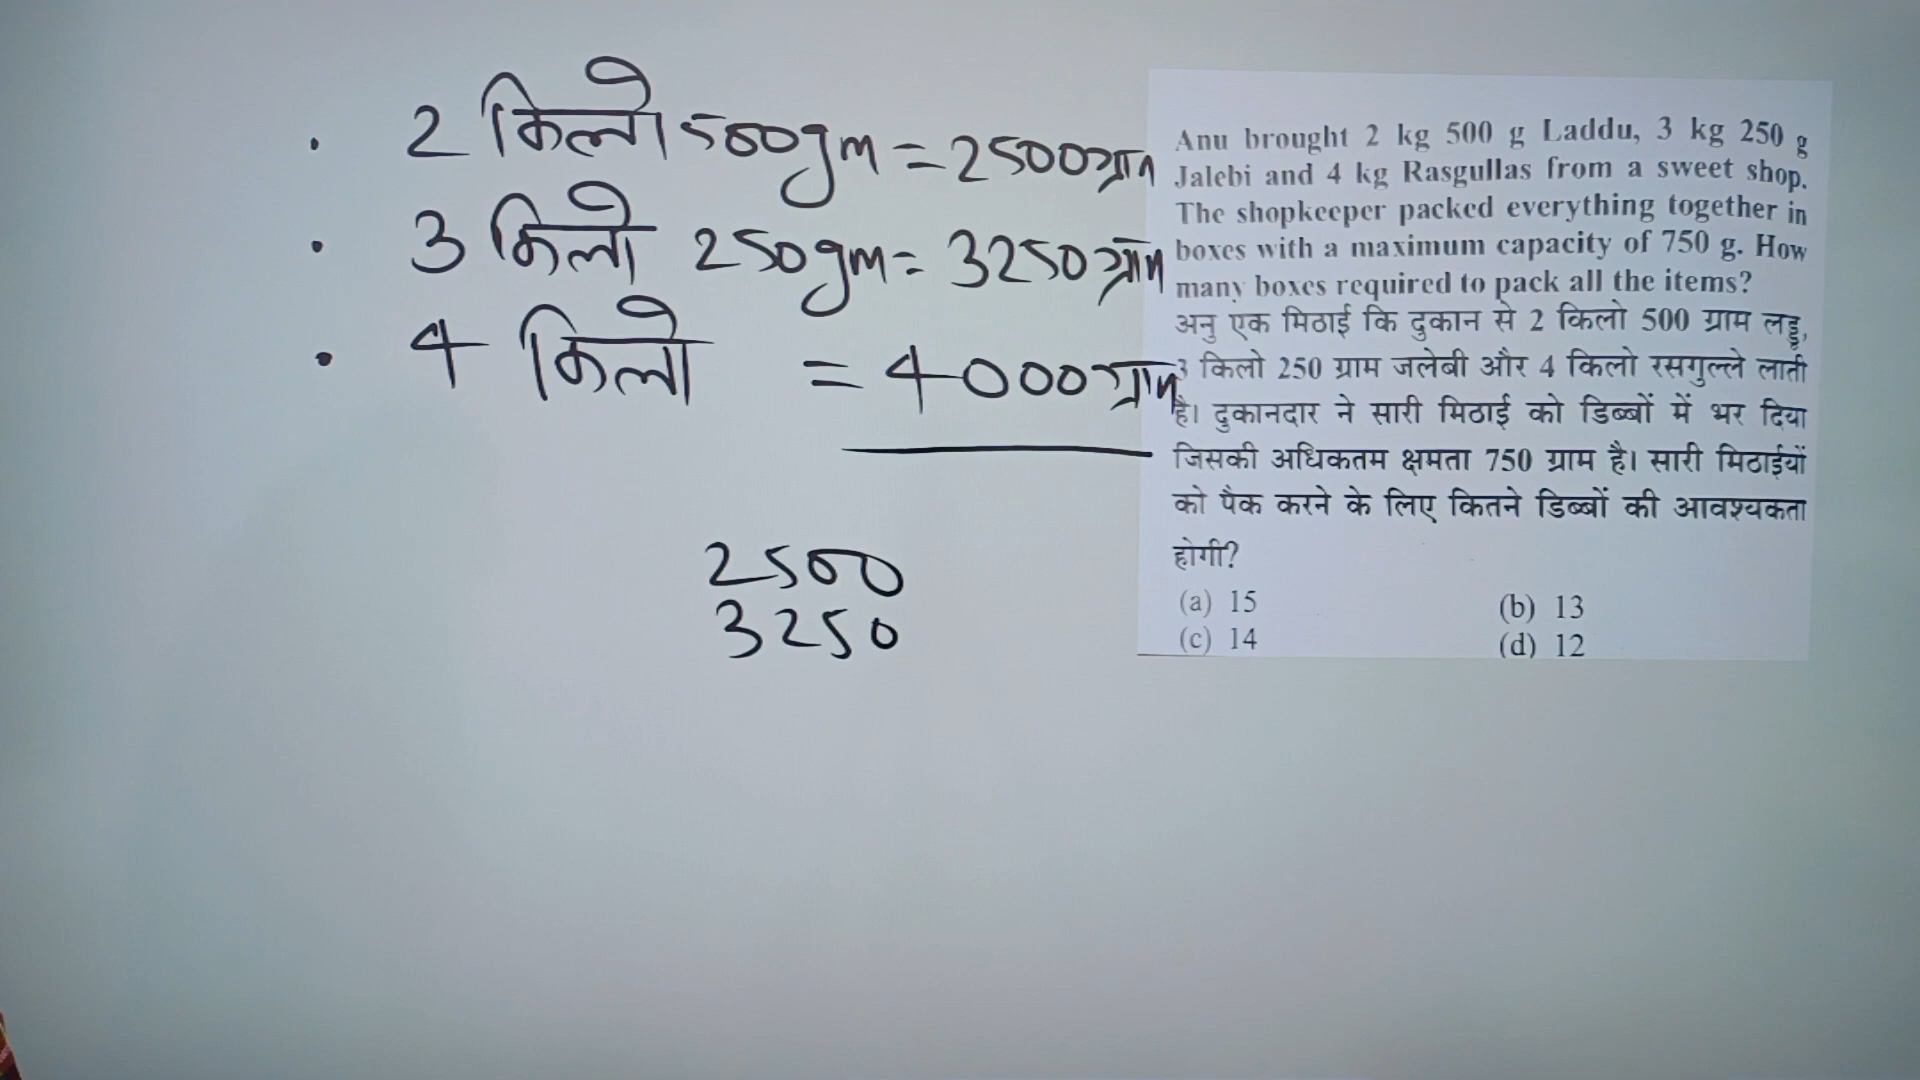 2 किलो 500gm = 2500ग्राम
3 किलो 250gm = 3250ग्राम
4 किलो = 4000ग्राम
2500
3250
Anu brought 2 kg 500 g Laddu, 3 kg 250 g
Jalebi and 4 kg Rasgullas from a sweet shop.
The shopkeeper packed everything together in
boxes with a maximum capacity of 750 g. How
many boxes required to pack all the items?
अनु एक मिठाई कि दुकान से 2 किलो 500 ग्राम लड्डू,
3 किलो 250 ग्राम जलेबी और 4 किलो रसगुल्ले लाती
है। दुकानदार ने सारी मिठाई को डिब्बों में भर दिया
जिसकी अधिकतम क्षमता 750 ग्राम है। सारी मिठाईयों
को पैक करने के लिए कितने डिब्बों की आवश्यकता
होगी?
(a) 15 (b) 13
(c) 14 (d) 12